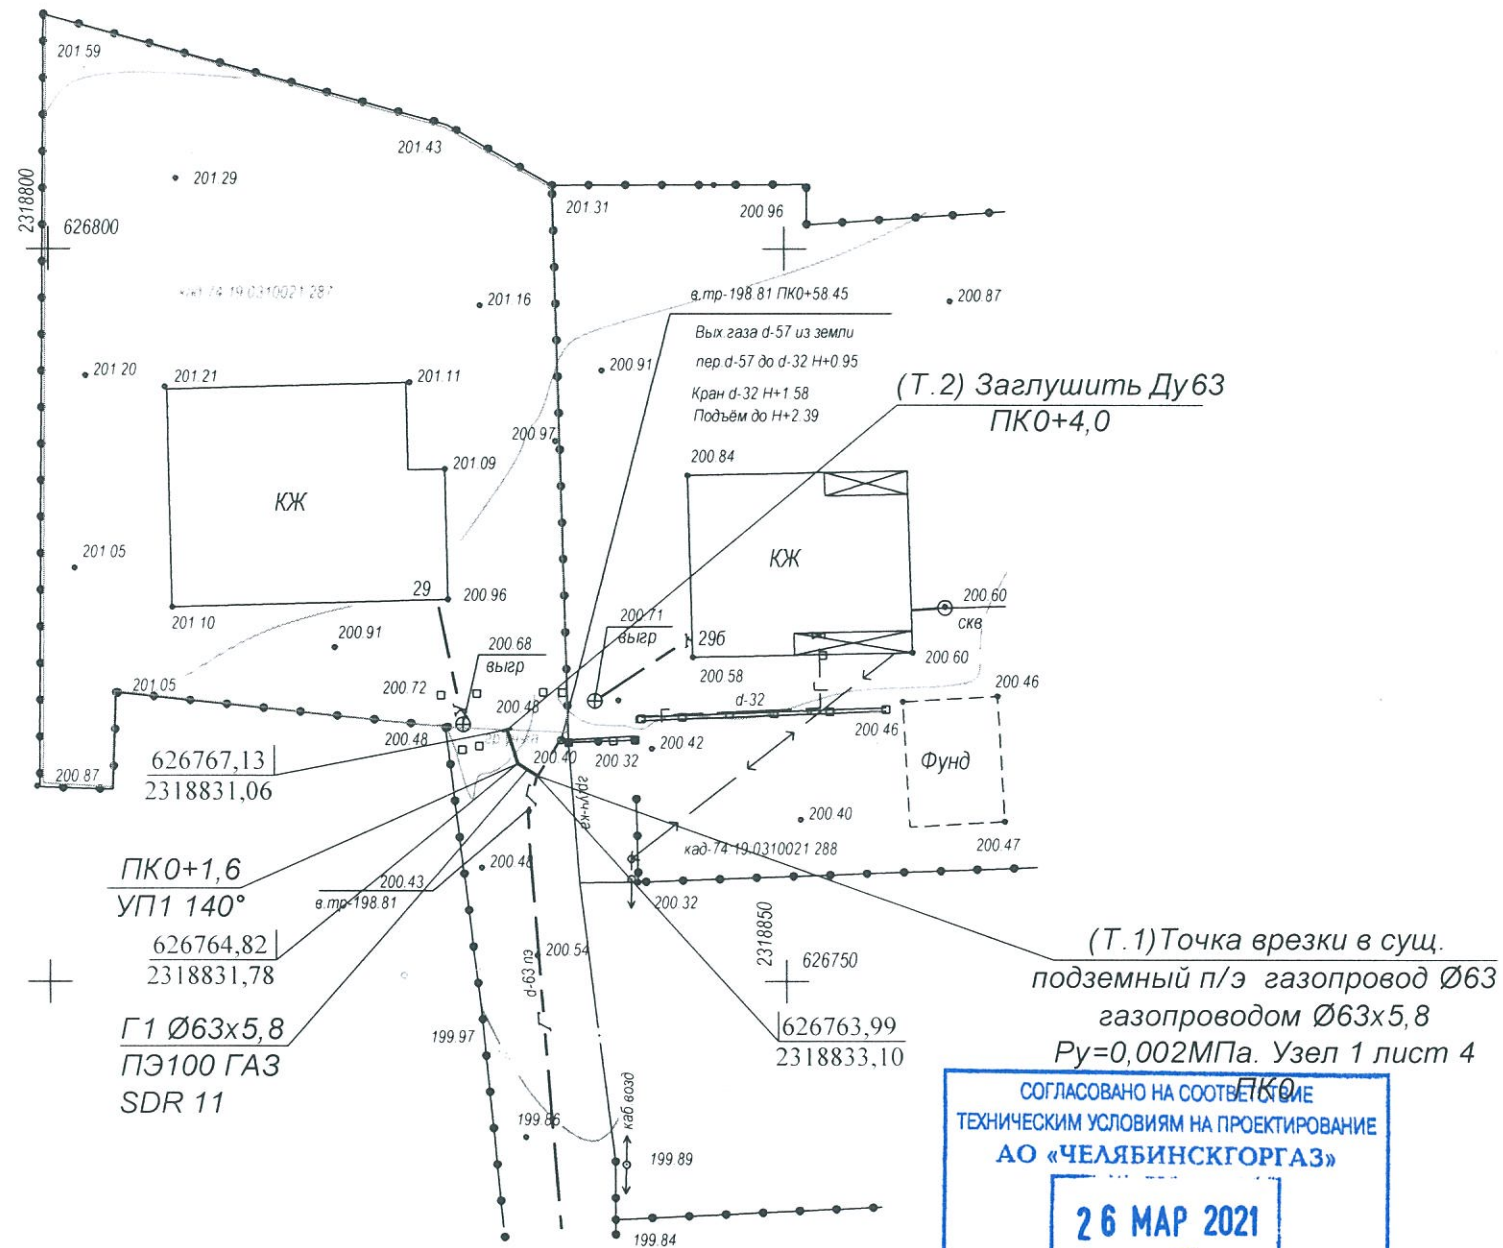 201.59
201.43
201.29
201.31
200.96
2318800
626800
кад-74 19 0310021 287
201.16
в.тр-198.81 ПК0+58.45
200.87
Вых.газа d-57 из земли
пер d-57 до d-32 Н+0.95
Кран d-32 Н+1.58
Подъём до Н+2.39
201.20
201.21
201.11
200.91
(Т.2) Заглушить Ду63
ПК0+4,0
200.97
201.09
200.84
КЖ
КЖ
201.05
29
200.96
200.60
скв
201.10
200.91
200.68
выгр
200.71
выгр
29б
200.58
200.60
201.05
200.72
200.48
d-32
200.46
200.48
200.40
200.32
200.42
200.46
Фунд
200.87
626767,13
2318831,06
гр.уч-ка
200.40
200.47
кад-74 19.0310021 288
ПК0+1,6
УП1 140°
200.43
в.тр-198.81
200.48
200.32
626764,82
2318831,78
200.54
d-63 пэ
2318850
626750
(Т.1)Точка врезки в сущ.
подземный п/э газопровод Ø63
газопроводом Ø63х5,8
Ру=0,002МПа. Узел 1 лист 4
ПК0
Г1 Ø63х5,8
ПЭ100 ГАЗ
SDR 11
199.97
626763,99
2318833,10
199.86
каб возд
199.89
199.84
СОГЛАСОВАНО НА СООТВЕТСТВИЕ
ТЕХНИЧЕСКИМ УСЛОВИЯМ НА ПРОЕКТИРОВАНИЕ
АО «ЧЕЛЯБИНСКГОРГАЗ»
26 МАР 2021